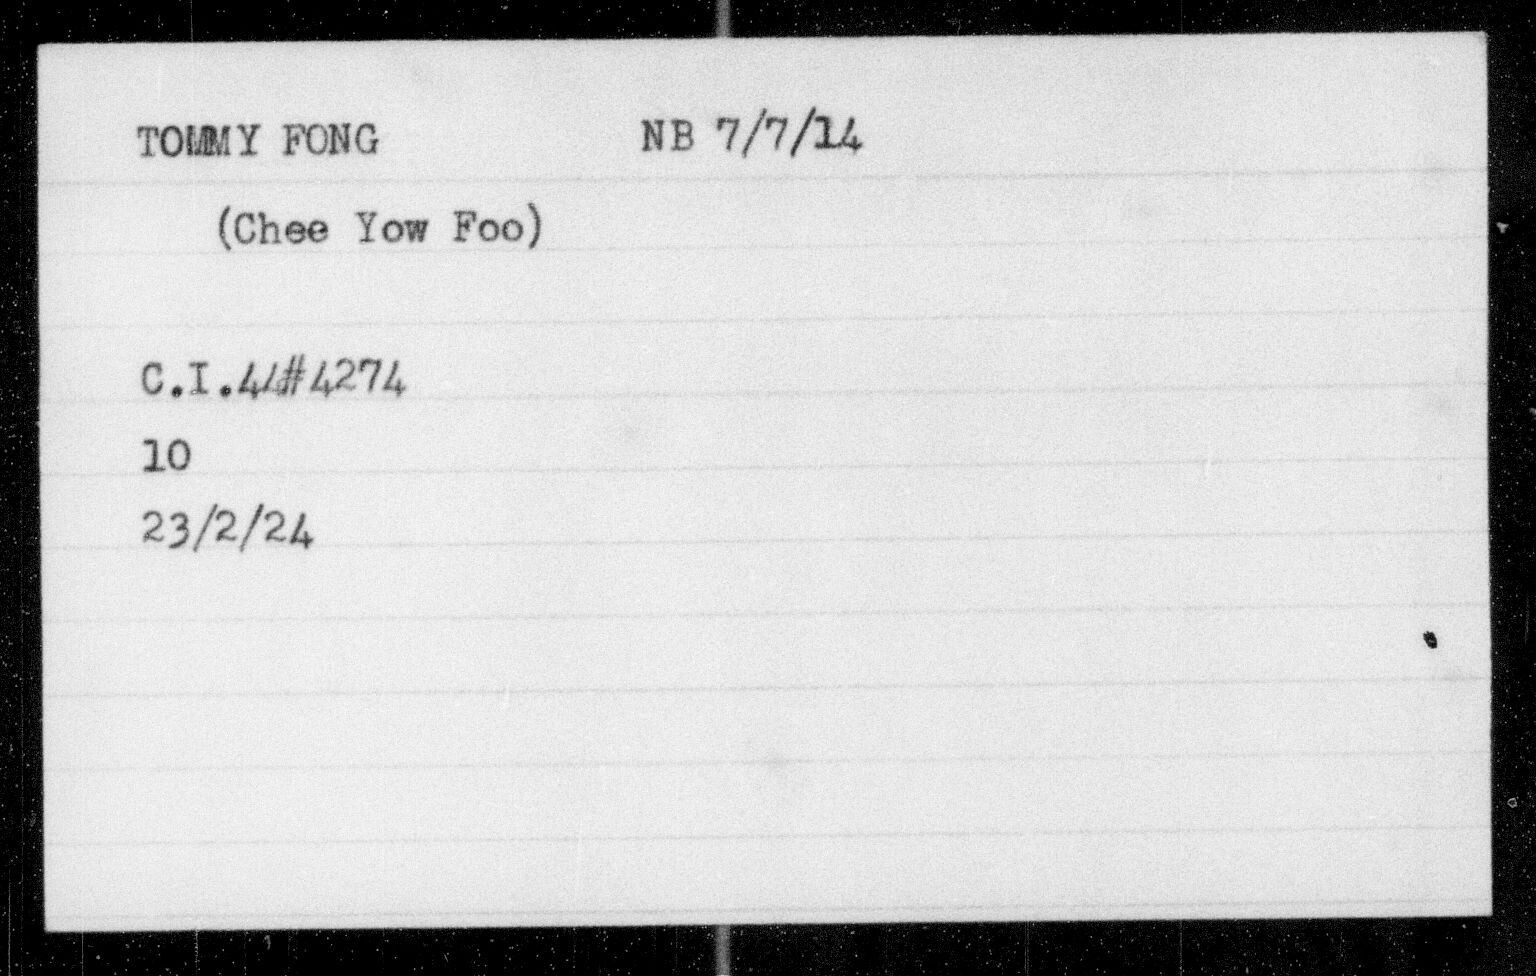 TOMMY FONG NB 7/7/14
(Chee Yow Foo)
C.I.44#4274
10
23/2/24